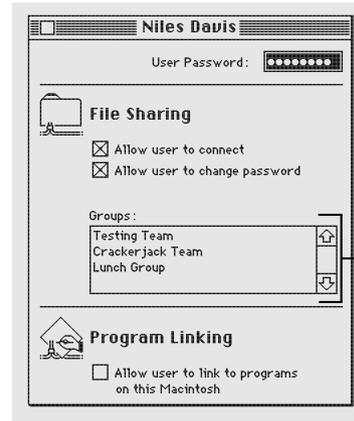 Niles Davis
User Password:
File Sharing
Allow user to connect
Allow user to change password
Groups:
Testing Team
Crackerjack Team
Lunch Group
Program Linking
Allow user to link to programs
on this Macintosh